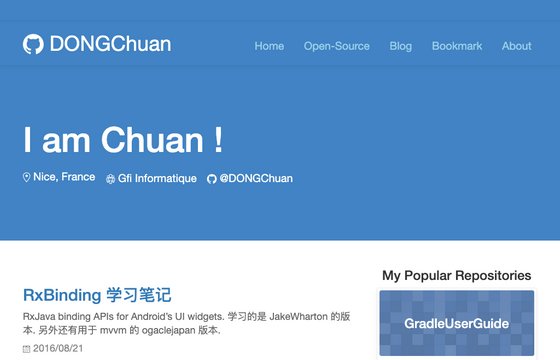 DONGChuan
Home Open-Source Blog Bookmark About
I am Chuan !
Nice, France Gfi Informatique @DONGChuan
My Popular Repositories
RxBinding 学习笔记
RxJava binding APIs for Android's UI widgets. 学习的是 JakeWharton 的版
本. 另外还有用于 mvvm 的 ogaclejapan 版本.
2016/08/21
GradleUserGuide